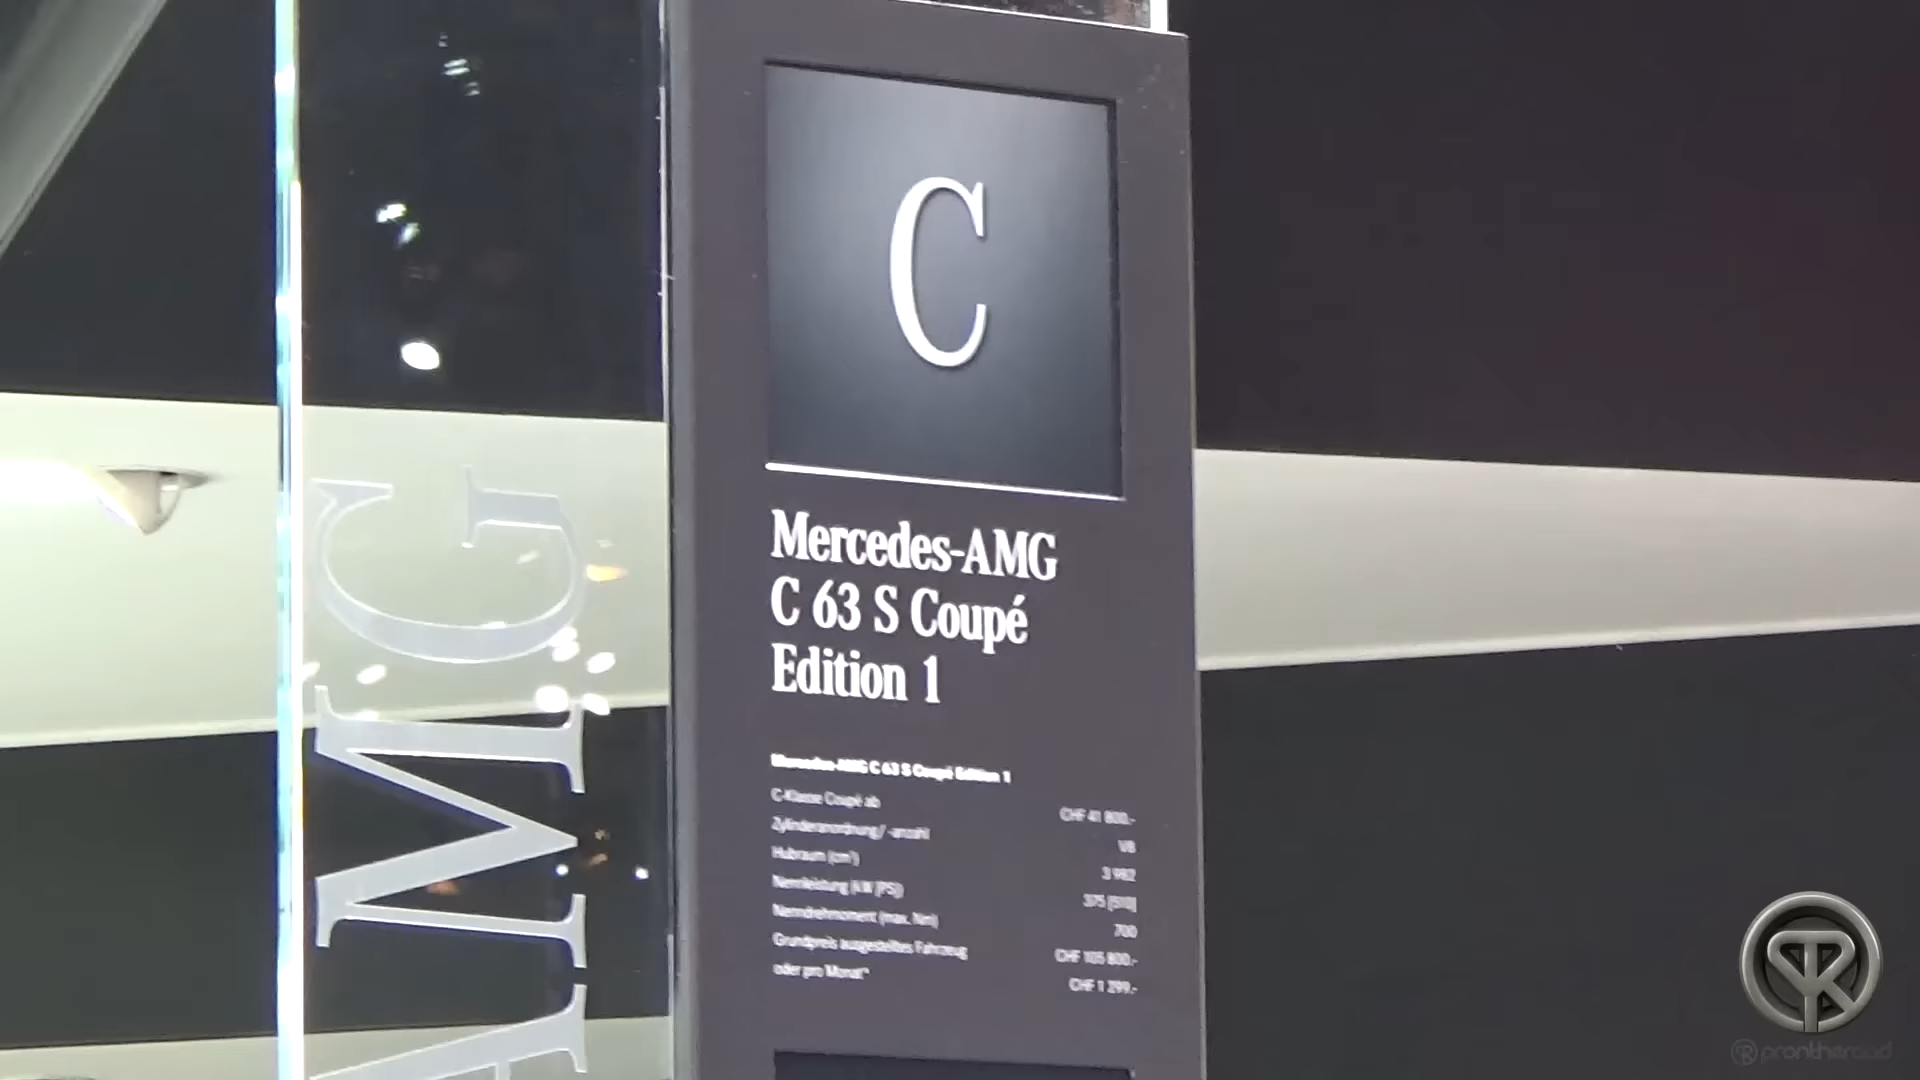 C
Mercedes-AMG
C 63 S Coupé
Edition 1
Mercedes-AMG C 63 S Coupé Edition 1
C-Klasse Coupé ab CHF 41 800.-
Zylinderanordnung/ -anzahl V8
Hubraum (cm³) 3 982
Nennleistung (kW [PS]) 375 [510]
Nenndrehmoment (max. Nm) 700
Grundpreis ausgestelltes Fahrzeug CHF 105 800.-
oder pro Monat* CHF 1 299.-
AMG
prontheroad